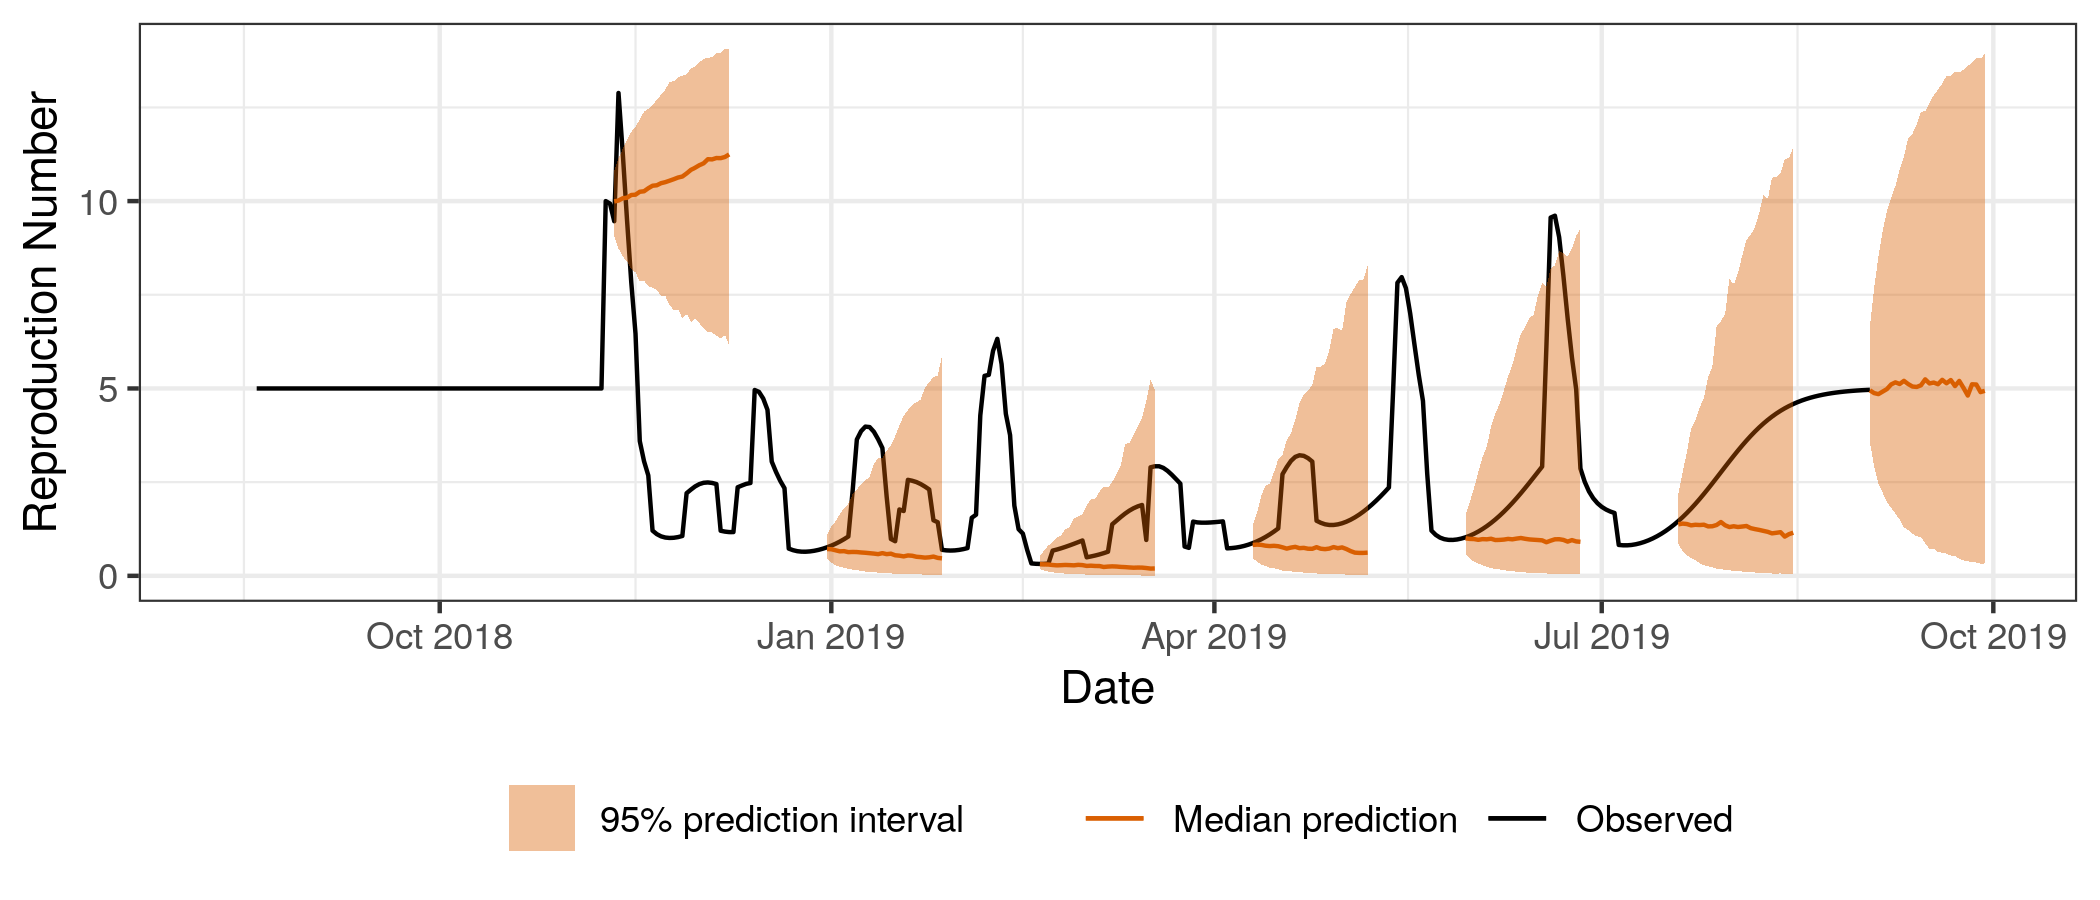 Reproduction Number
10
5
0
Oct 2018 Jan 2019 Apr 2019 Jul 2019 Oct 2019
Date
95% prediction interval Median prediction Observed